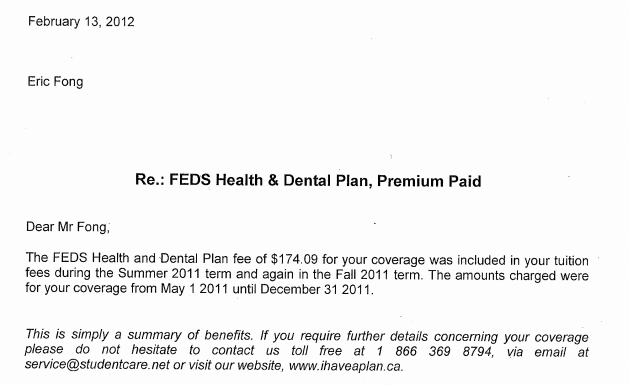 February 13, 2012
Eric Fong
Re.: FEDS Health & Dental Plan, Premium Paid
Dear Mr Fong,
The FEDS Health and Dental Plan fee of $174.09 for your coverage was included in your tuition
fees during the Summer 2011 term and again in the Fall 2011 term. The amounts charged were
for your coverage from May 1 2011 until December 31 2011.
This is simply a summary of benefits. If you require further details concerning your coverage
please do not hesitate to contact us toll free at 1 866 369 8794, via email at
service@studentcare.net or visit our website, www.ihaveaplan.ca.